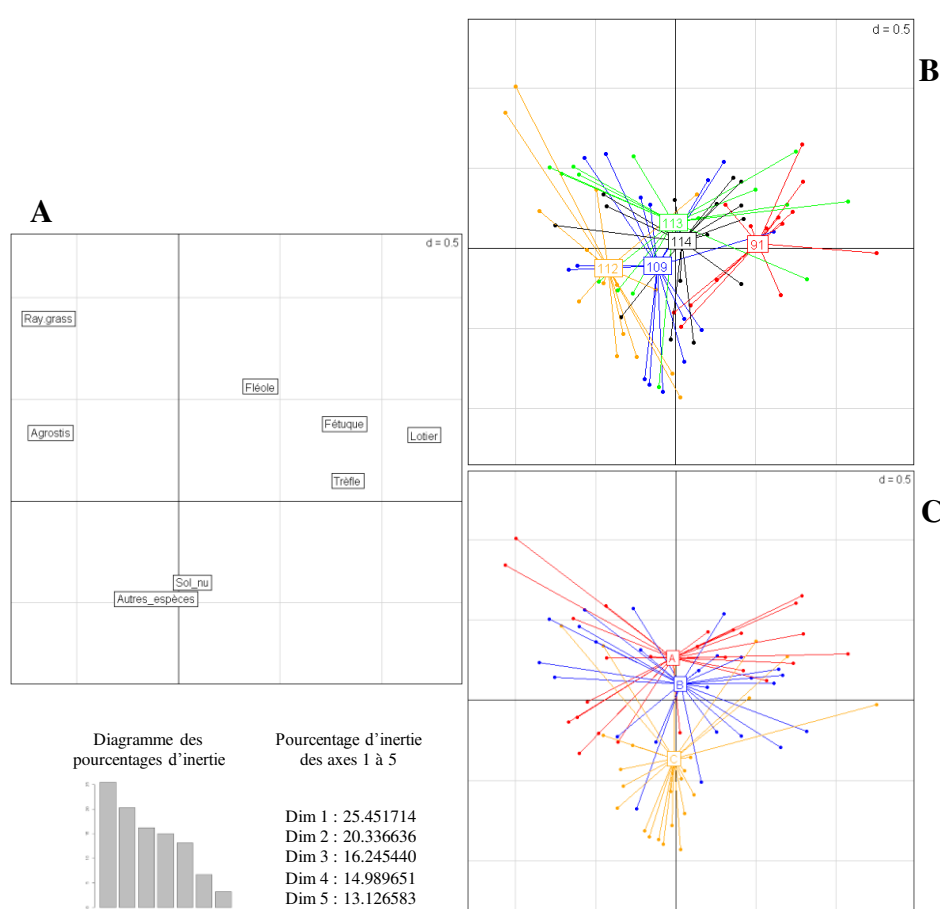 A
d = 0.5
Ray.grass
Fléole
Fétuque
Agrostis
Lotier
Trèfle
Sol_nu
Autres_espèces
B
d = 0.5
113
114
91
112
109
C
d = 0.5
A
B
C
Diagramme des
pourcentages d'inertie
Pourcentage d'inertie
des axes 1 à 5
Dim 1 : 25.451714
Dim 2 : 20.336636
Dim 3 : 16.245440
Dim 4 : 14.989651
Dim 5 : 13.126583